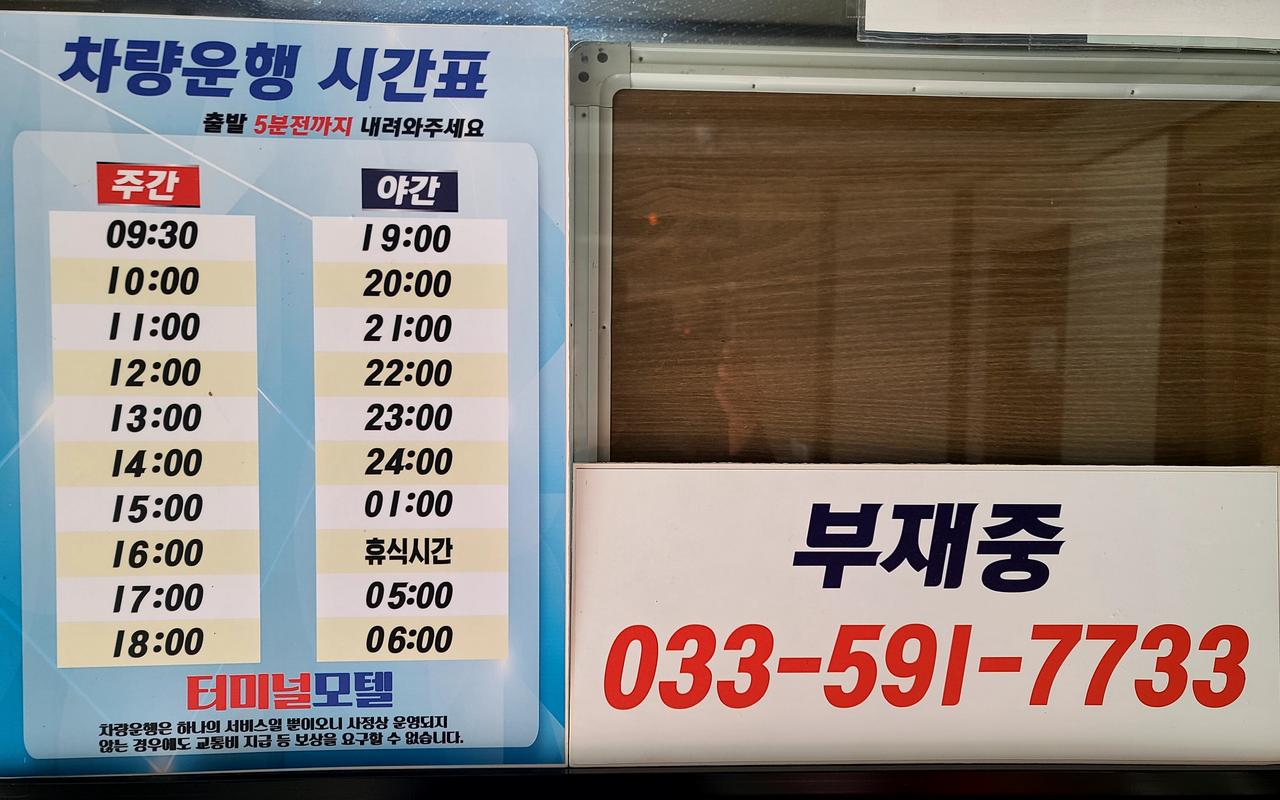 차량운행 시간표
출발 5분전까지 내려와주세요
주간
09:30
10:00
11:00
12:00
13:00
14:00
15:00
16:00
17:00
18:00
야간
19:00
20:00
21:00
22:00
23:00
24:00
01:00
휴식시간
05:00
06:00
터미널모텔
차량운행은 하나의 서비스일 뿐이오니 사정상 운영되지
않는 경우에도 교통비 지급 등 보상을 요구할 수 없습니다.
부재중
033-591-7733